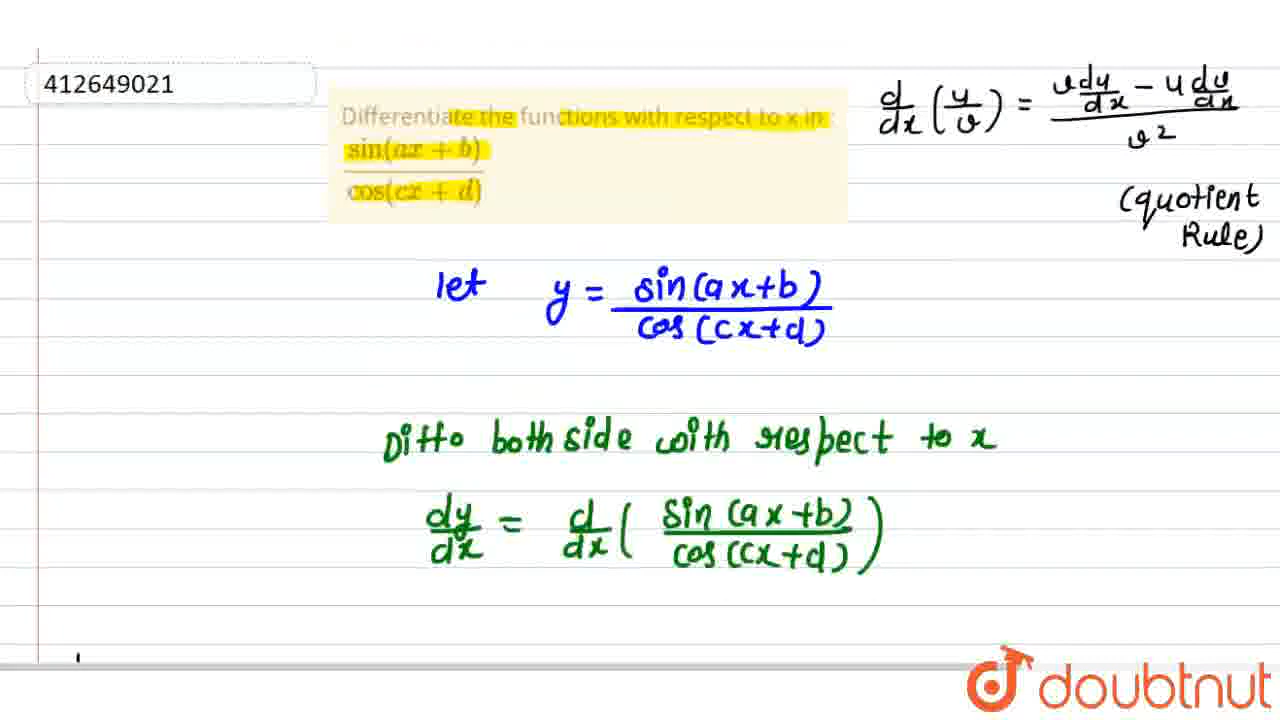 412649021
Differentiate the functions with respect to x in :
sin(ax + b)
cos(cx + d)
d/dx (u/v) = (v du/dx - u dv/dx) / v²
(quotient
Rule)
let y = sin(ax+b) / cos(cx+d)
Diffo both side with respect to x
dy/dx = d/dx ( sin(ax+b) / cos(cx+d) )
doubtnut